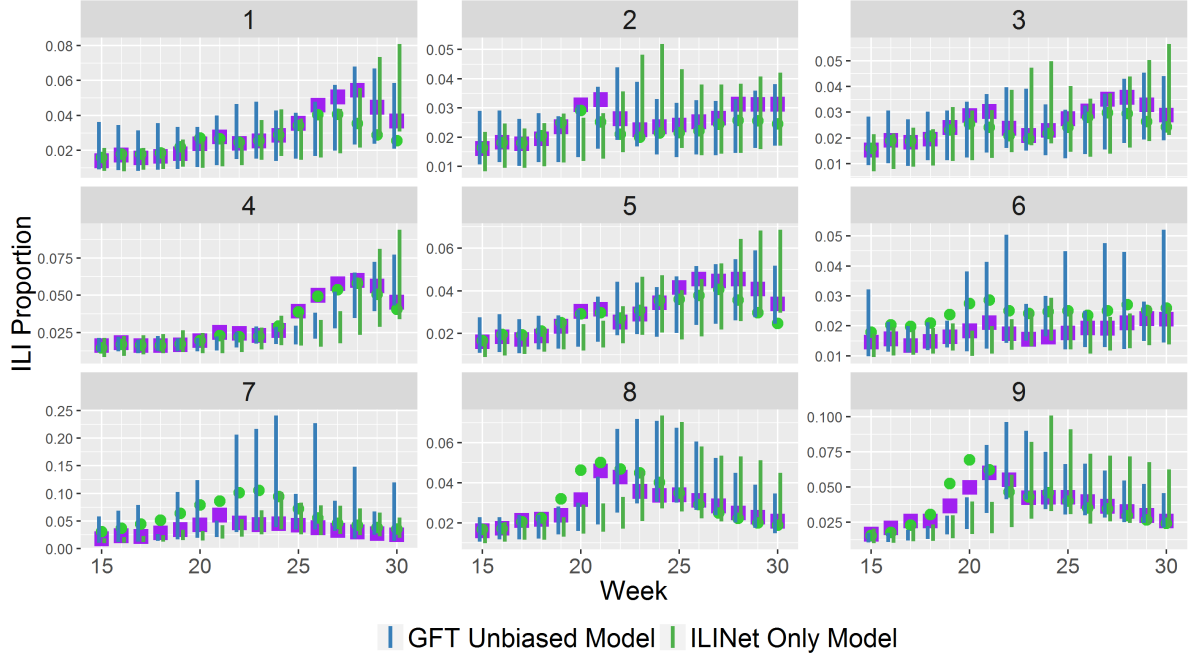 1 2 3
0.08 0.06 0.04 0.02
0.05 0.04 0.03 0.02 0.01
0.05 0.04 0.03 0.02 0.01
4 5 6
0.075 0.050 0.025
0.06 0.04 0.02
0.05 0.04 0.03 0.02 0.01
7 8 9
0.25 0.20 0.15 0.10 0.05 0.00
0.06 0.04 0.02
0.100 0.075 0.050 0.025
15 20 25 30 15 20 25 30 15 20 25 30
ILI Proportion
Week
GFT Unbiased Model ILINet Only Model